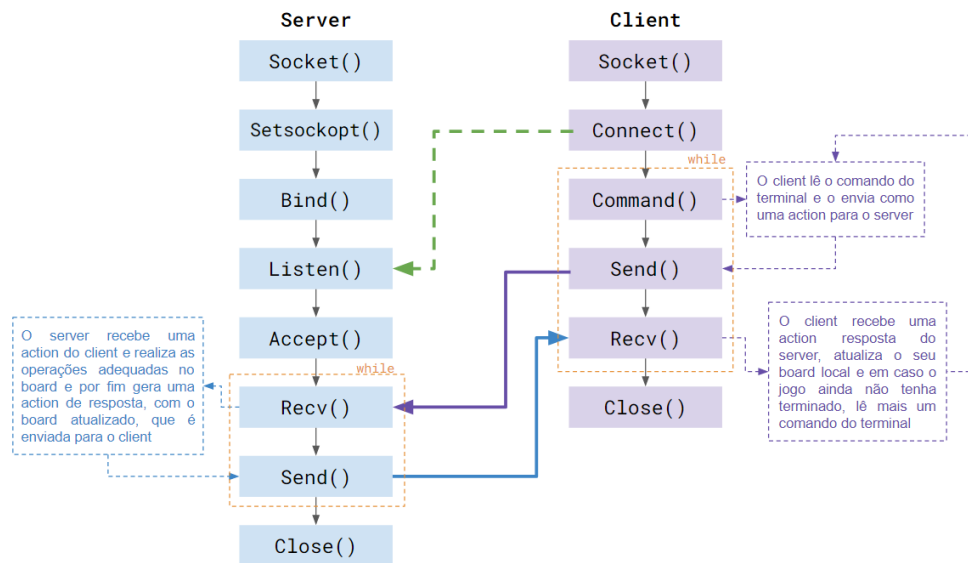 Server
Socket()
Setsockopt()
Bind()
Listen()
Accept()
while
Recv()
Send()
Close()
O server recebe uma
action do client e realiza as
operações adequadas no
board e por fim gera uma
action de resposta, com o
board atualizado, que é
enviada para o client
Client
Socket()
Connect()
while
Command()
Send()
Recv()
Close()
O client lê o comando do
terminal e o envia como
uma action para o server
O client recebe uma
action resposta do
server, atualiza o seu
board local e em caso o
jogo ainda não tenha
terminado, lê mais um
comando do terminal